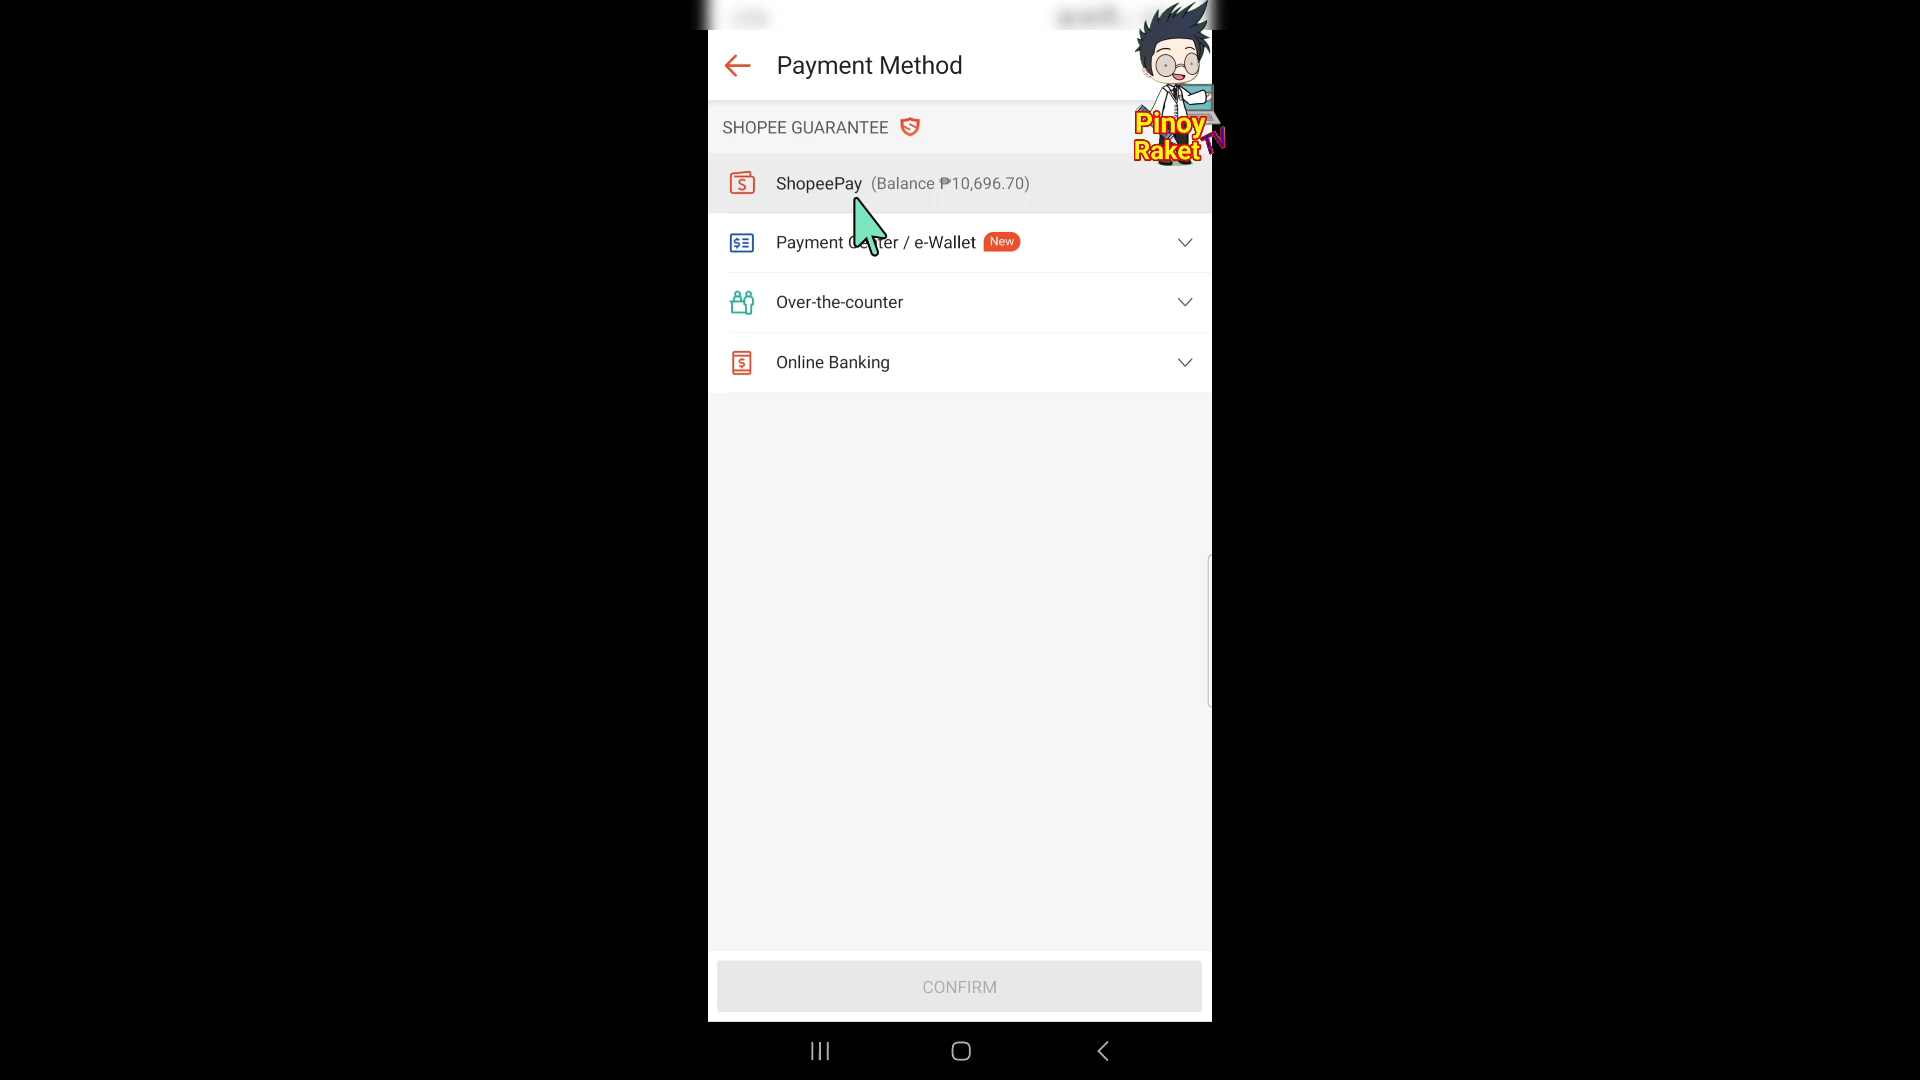 Payment Method
SHOPEE GUARANTEE
Pinoy
Raket TV
ShopeePay (Balance ₱10,696.70)
Payment Center / e-Wallet New
Over-the-counter
Online Banking
CONFIRM